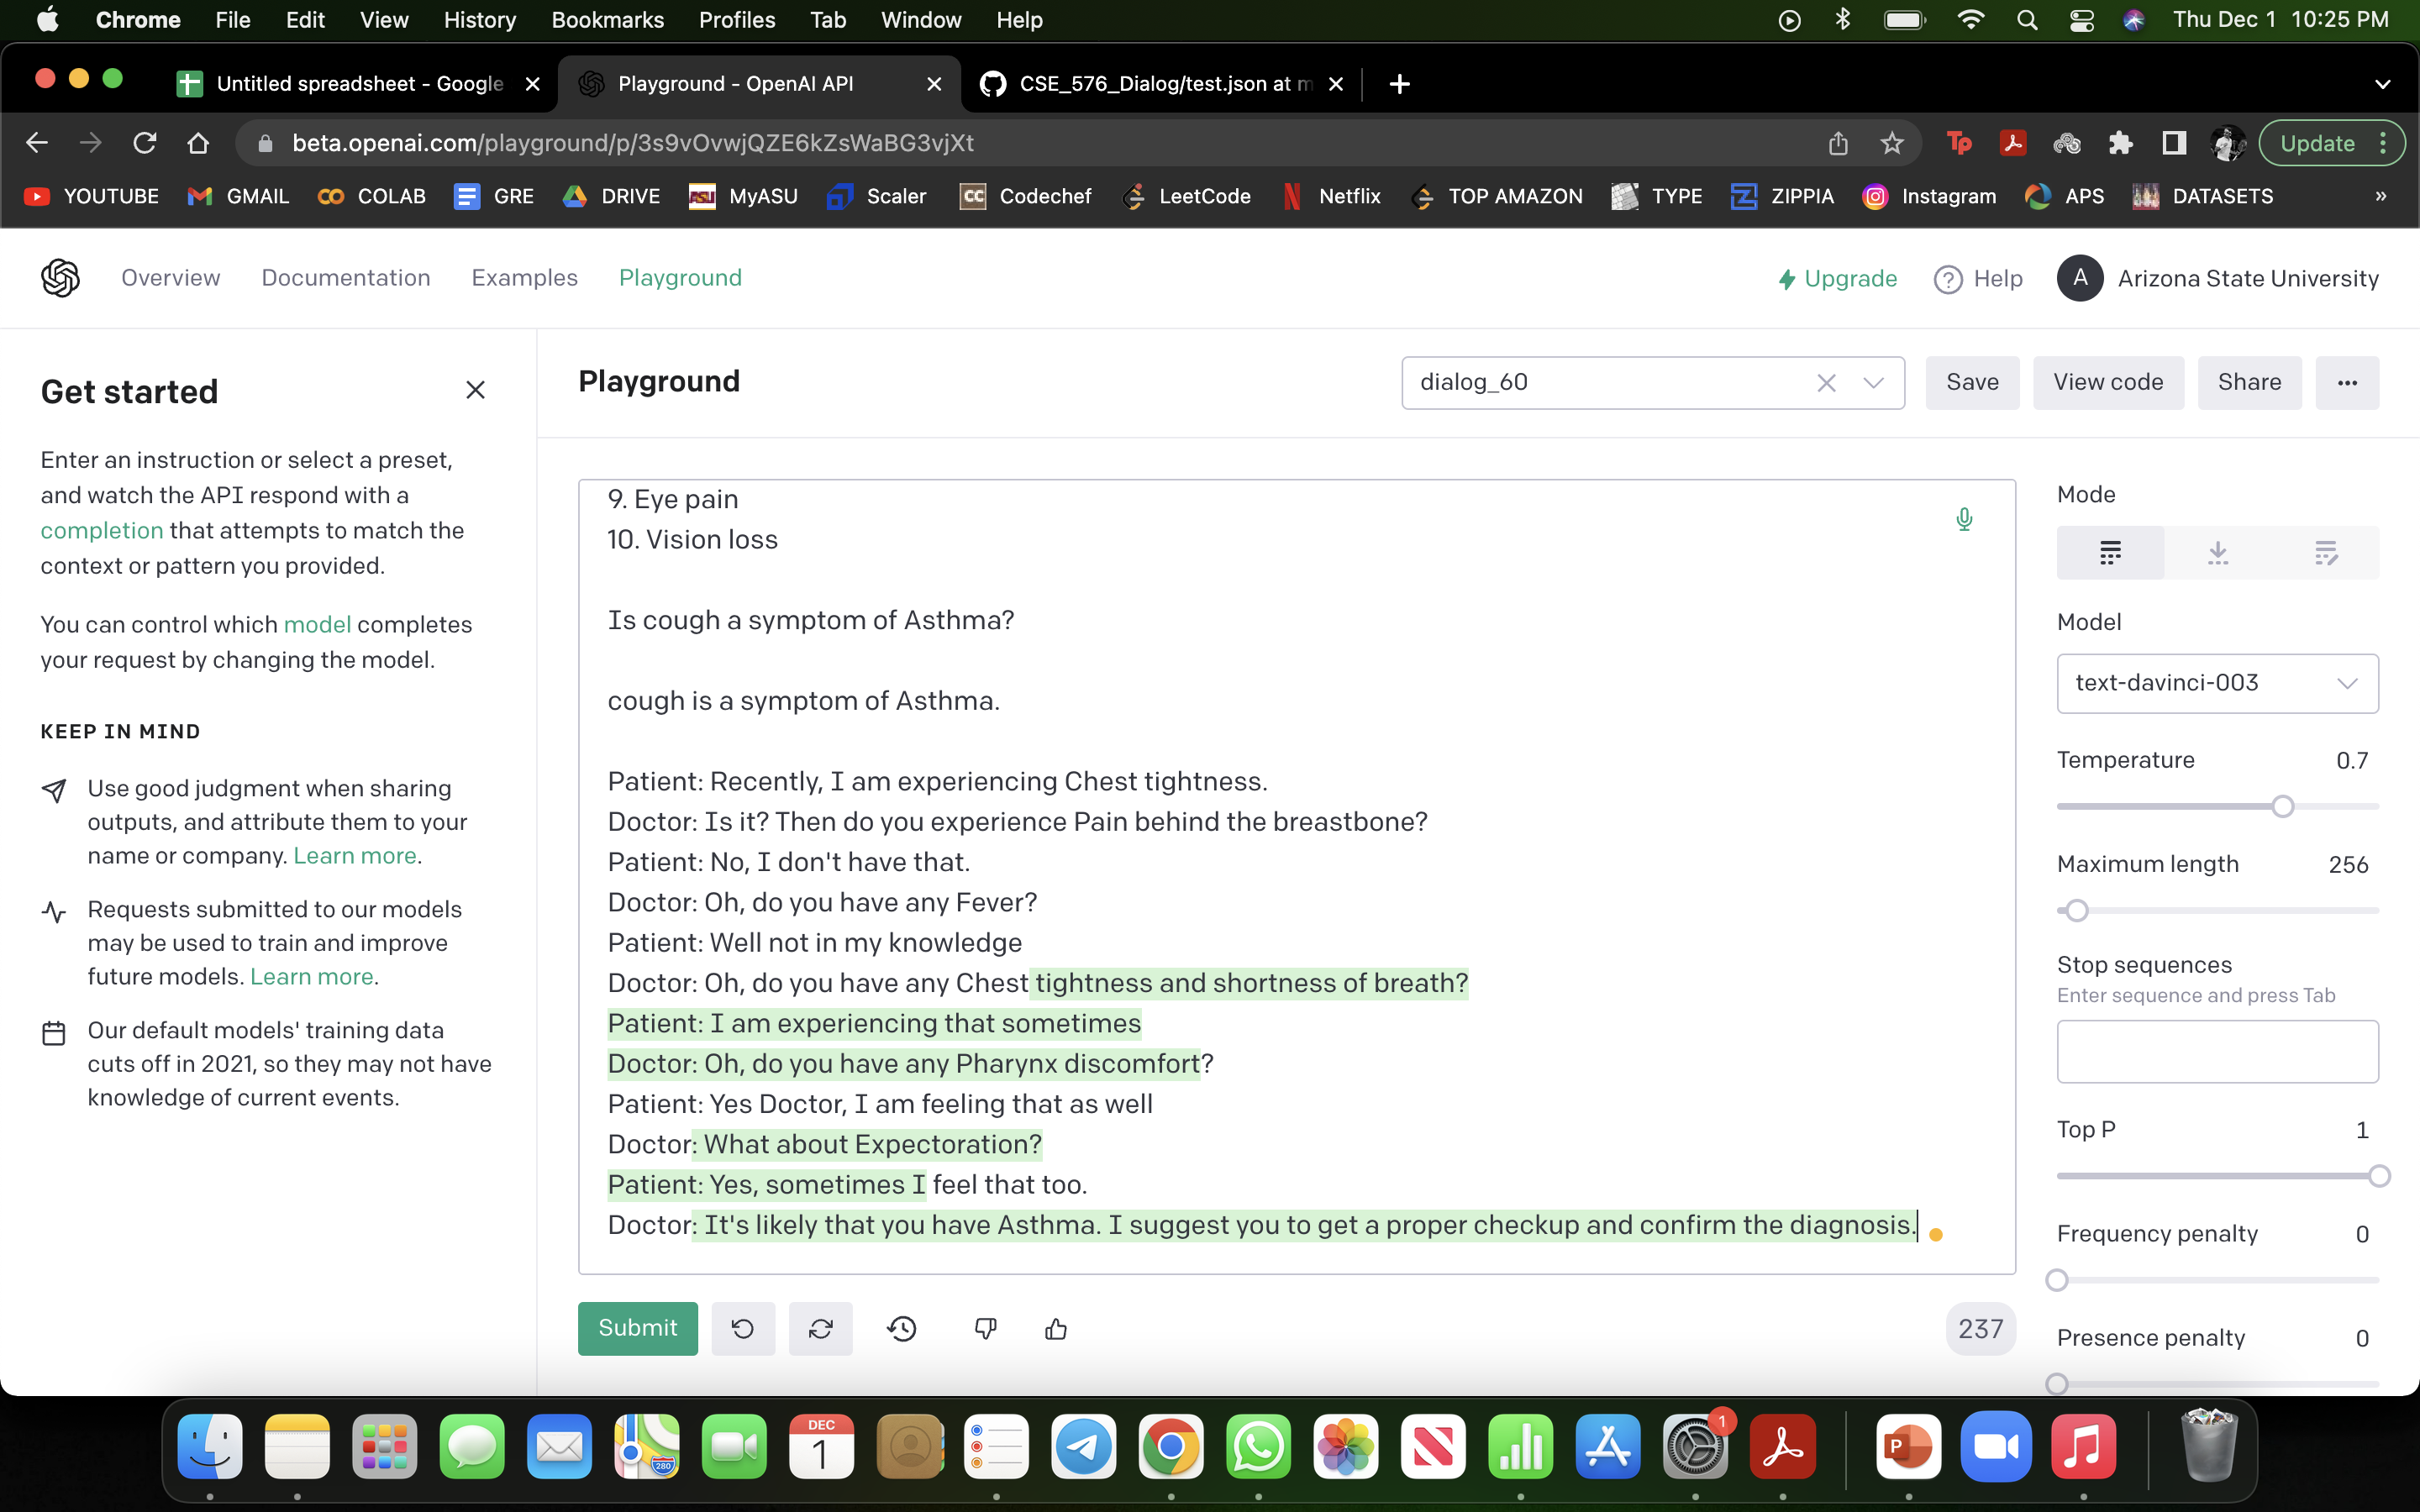 Chrome File Edit View History Bookmarks Profiles Tab Window Help Thu Dec 1 10:25 PM
Untitled spreadsheet - Google Playground - OpenAI API CSE_576_Dialog/test.json at m
beta.openai.com/playground/p/3s9vOvwjQZE6kZsWaBG3vjXt Tp Update
YOUTUBE GMAIL COLAB GRE DRIVE MyASU Scaler CC Codechef LeetCode Netflix TOP AMAZON TYPE ZIPPIA Instagram APS DATASETS »
Overview Documentation Examples Playground Upgrade Help A Arizona State University
Get started
Enter an instruction or select a preset,
and watch the API respond with a
completion that attempts to match the
context or pattern you provided.
You can control which model completes
your request by changing the model.
KEEP IN MIND
Use good judgment when sharing
outputs, and attribute them to your
name or company. Learn more.
Requests submitted to our models
may be used to train and improve
future models. Learn more.
Our default models' training data
cuts off in 2021, so they may not have
knowledge of current events.
Playground dialog_60 Save View code Share ...
9. Eye pain
10. Vision loss
Is cough a symptom of Asthma?
cough is a symptom of Asthma.
Patient: Recently, I am experiencing Chest tightness.
Doctor: Is it? Then do you experience Pain behind the breastbone?
Patient: No, I don't have that.
Doctor: Oh, do you have any Fever?
Patient: Well not in my knowledge
Doctor: Oh, do you have any Chest tightness and shortness of breath?
Patient: I am experiencing that sometimes
Doctor: Oh, do you have any Pharynx discomfort?
Patient: Yes Doctor, I am feeling that as well
Doctor: What about Expectoration?
Patient: Yes, sometimes I feel that too.
Doctor: It's likely that you have Asthma. I suggest you to get a proper checkup and confirm the diagnosis.
Submit 237
Mode
Model
text-davinci-003
Temperature 0.7
Maximum length 256
Stop sequences
Enter sequence and press Tab
Top P 1
Frequency penalty 0
Presence penalty 0
280 DEC 1 1 P